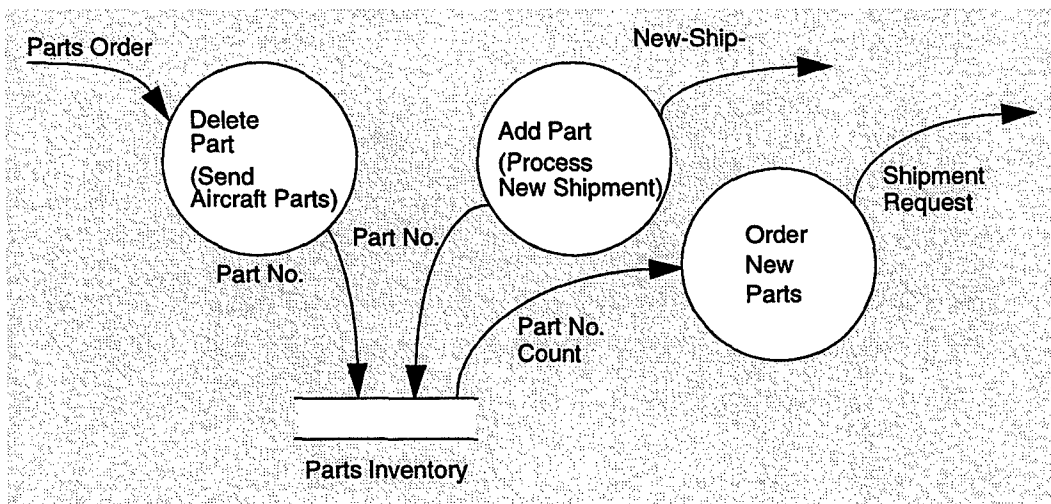 Parts Order
New-Ship-
Delete
Part
(Send
Aircraft Parts)
Add Part
(Process
New Shipment)
Shipment
Request
Part No.
Part No.
Order
New
Parts
Part No.
Count
Parts Inventory